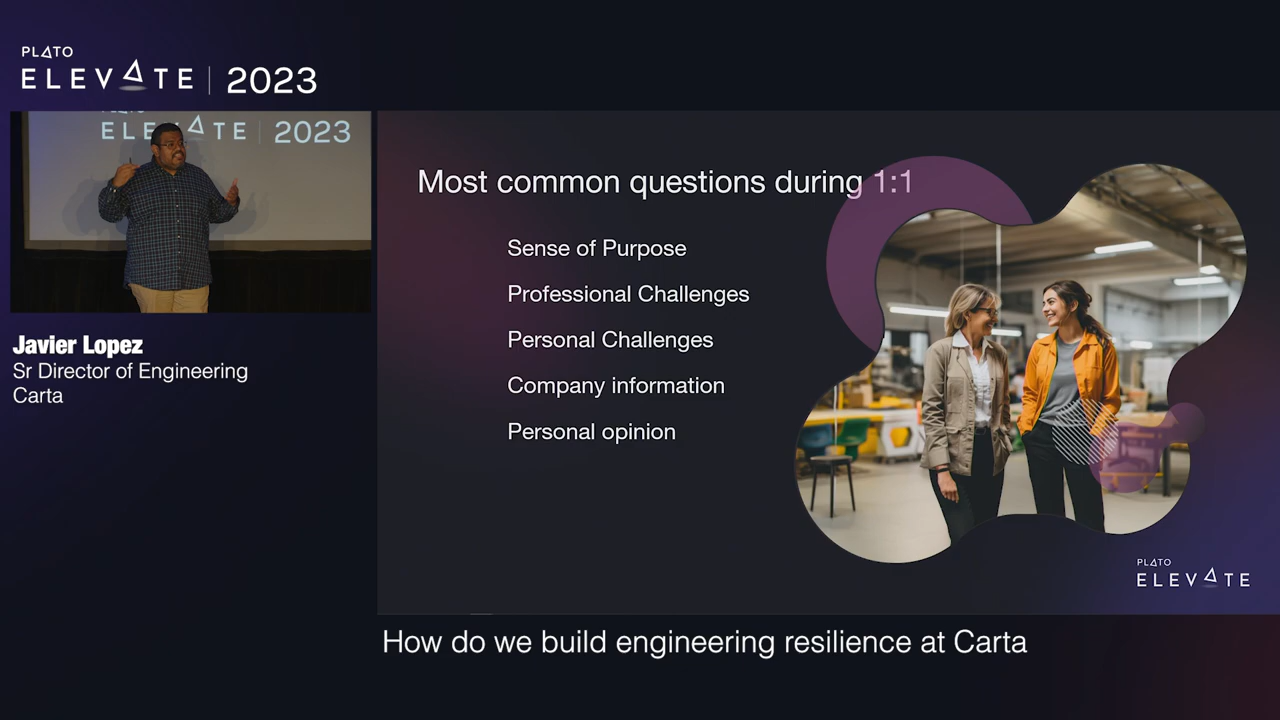 PLATO
ELEVATE | 2023
ELEVATE | 2023
Javier Lopez
Sr Director of Engineering
Carta
Most common questions during 1:1
Sense of Purpose
Professional Challenges
Personal Challenges
Company information
Personal opinion
PLATO
ELEVATE
How do we build engineering resilience at Carta